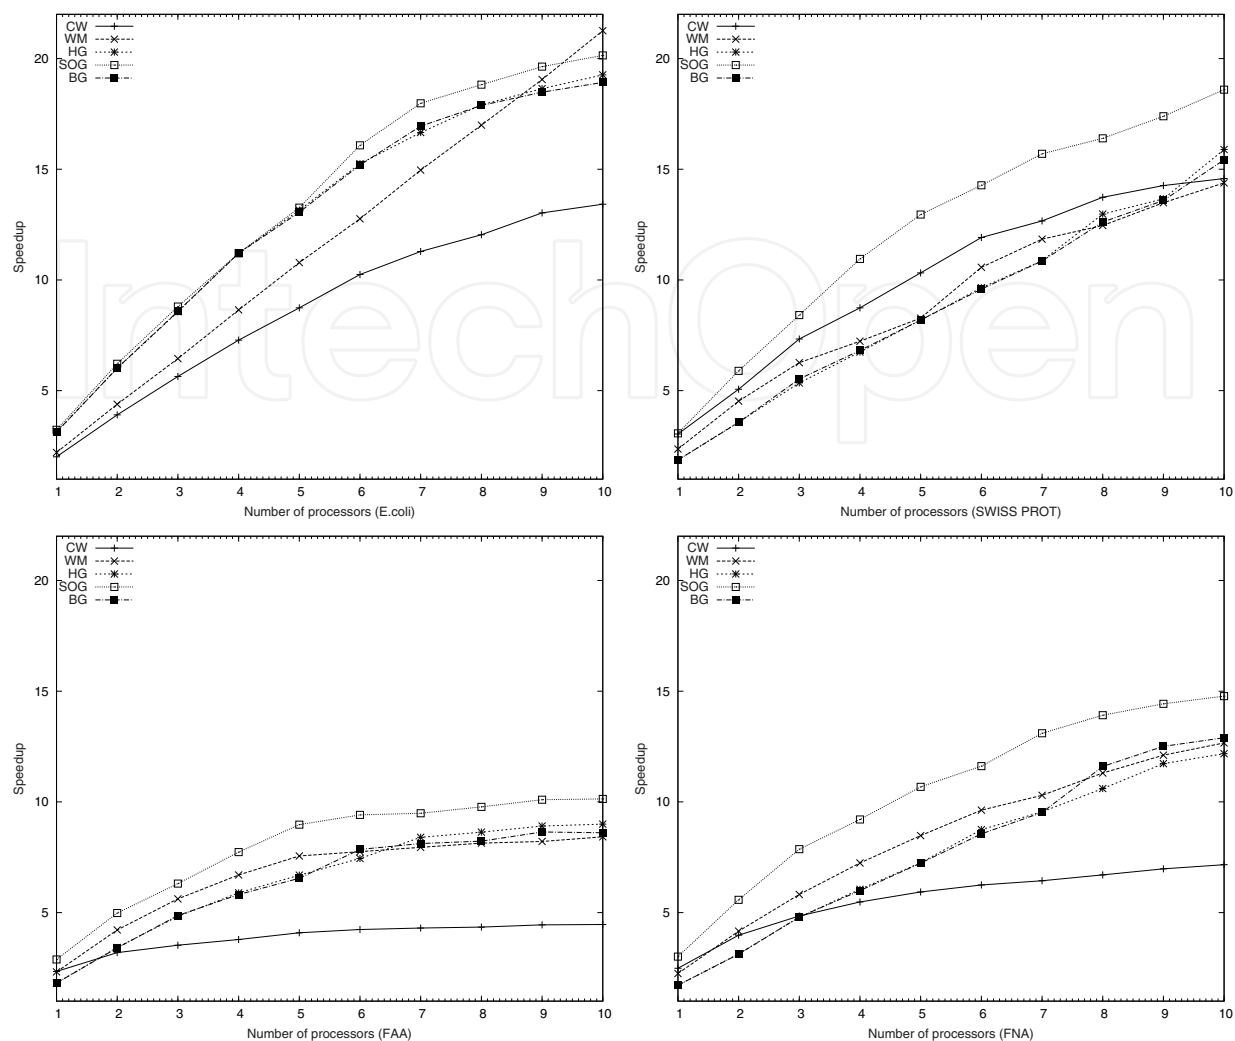 CW
WM
HG
SOG
BG
20
15
10
5
Speedup
1 2 3 4 5 6 7 8 9 10
Number of processors (E.coli)
CW
WM
HG
SOG
BG
20
15
10
5
Speedup
1 2 3 4 5 6 7 8 9 10
Number of processors (SWISS PROT)
IntechOpen
CW
WM
HG
SOG
BG
20
15
10
5
Speedup
1 2 3 4 5 6 7 8 9 10
Number of processors (FAA)
CW
WM
HG
SOG
BG
20
15
10
5
Speedup
1 2 3 4 5 6 7 8 9 10
Number of processors (FNA)